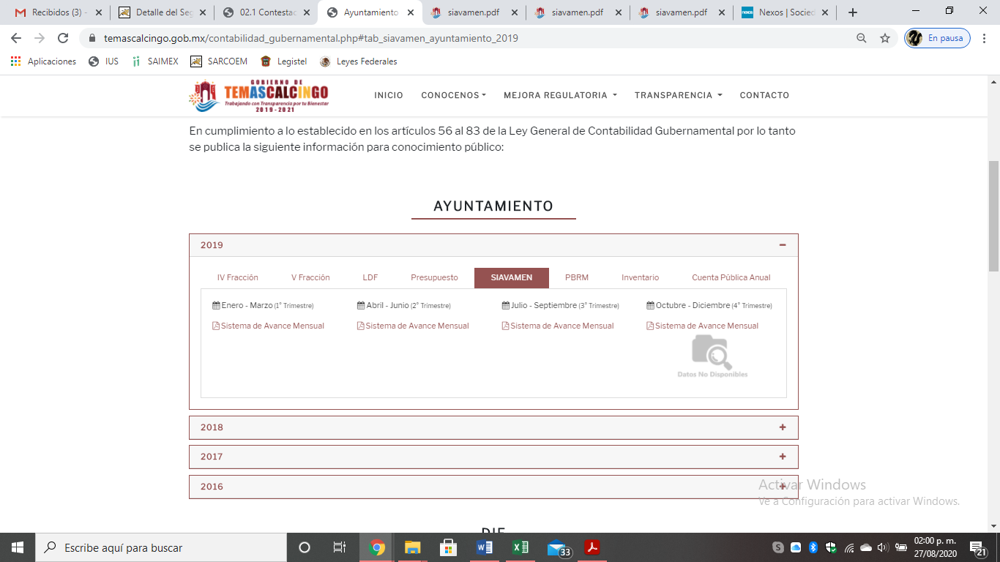 Recibidos (3) -
Detalle del Seg
02.1 Contestac
Ayuntamiento
siavamen.pdf
siavamen.pdf
siavamen.pdf
Nexos | Socied
temascalcingo.gob.mx/contabilidad_gubernamental.php#tab_siavamen_ayuntamiento_2019
En pausa
Aplicaciones
IUS
SAIMEX
SARCOEM
Legistel
Leyes Federales
GOBIERNO DE
TEMASCALCINGO
Trabajando con Transparencia por tu Bienestar
2019-2021
INICIO
CONOCENOS
MEJORA REGULATORIA
TRANSPARENCIA
CONTACTO
En cumplimiento a lo establecido en los artículos 56 al 83 de la Ley General de Contabilidad Gubernamental por lo tanto
se publica la siguiente información para conocimiento público:
AYUNTAMIENTO
2019
IV Fracción
V Fracción
LDF
Presupuesto
SIAVAMEN
PBRM
Inventario
Cuenta Pública Anual
Enero - Marzo (1° Trimestre)
Abril - Junio (2° Trimestre)
Julio - Septiembre (3° Trimestre)
Octubre - Diciembre (4° Trimestre)
Sistema de Avance Mensual
Sistema de Avance Mensual
Sistema de Avance Mensual
Sistema de Avance Mensual
Datos No Disponibles
2018
2017
2016
Activar Windows
Ve a Configuración para activar Windows.
DIF
Escribe aquí para buscar
33
02:00 p. m.
27/08/2020
21